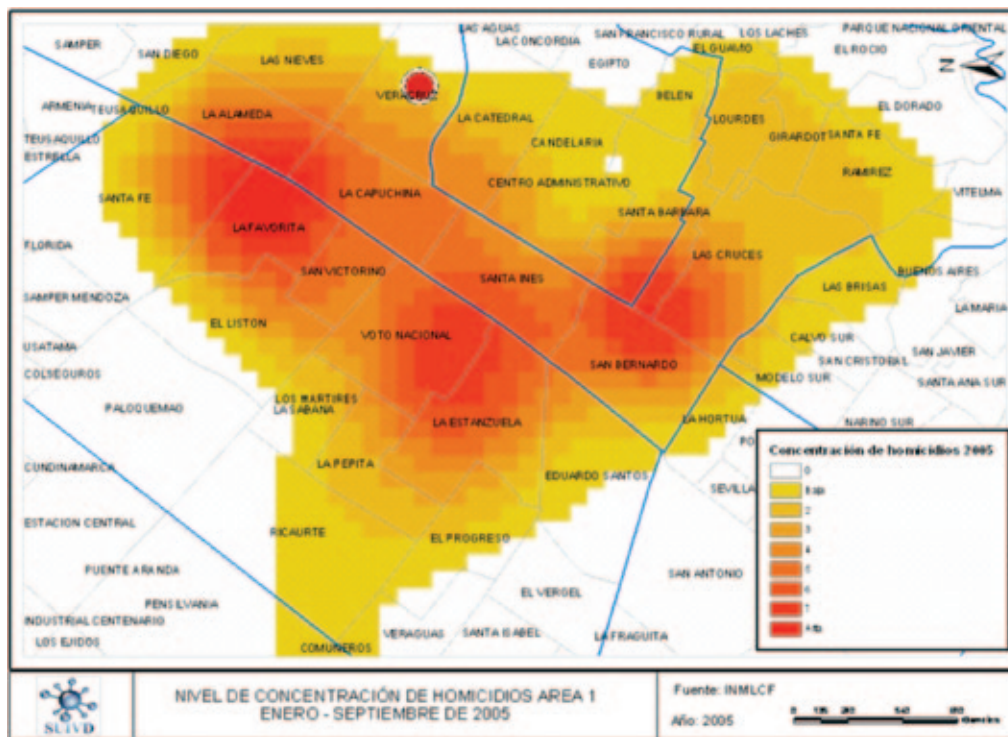 LAS AGUAS
SAN FRANCISCO RURAL
LOS LACHES
PARQUE NACIONAL ORIENTAL
SAMPER
SAN DIEGO
LA CONCORDIA
EL GUAMO
EL ROCIO
LAS NIEVES
EGIPTO
N
VERACRUZ
BELEN
ARMENIA
TEUSAQUILLO
LA ALAMEDA
LA CATEDRAL
LOURDES
EL DORADO
TEUSAQUILLO
CANDELARIA
GIRARDOT
SANTA FE
ESTRELLA
RAMIREZ
SANTA FE
LA CAPUCHINA
CENTRO ADMINISTRATIVO
VITELMA
SANTA BARBARA
LA FAVORITA
FLORIDA
LAS CRUCES
SAN VICTORINO
SANTA INES
BUENOS AIRES
LAS BRISAS
SAMPER MENDOZA
LA MARIA
EL LISTON
VOTO NACIONAL
CALVO SUR
USATAMA
SAN BERNARDO
SAN CRISTOBAL
SAN JAVIER
COLSEGUROS
MODELO SUR
SANTA ANA SUR
LOS MARTIRES
PALOQUEMAO
LA SABANA
LA ESTANZUELA
LA HORTUA
NARINO SUR
Concentración de homicidios 2005
0
Baja
2
3
4
5
6
7
Alta
LA PEPITA
CUNDINAMARCA
EDUARDO SANTOS
SEVILLA
ESTACION CENTRAL
RICAURTE
EL PROGRESO
PUENTE ARANDA
SAN ANTONIO
EL VERGEL
PENSILVANIA
INDUSTRIAL CENTENARIO
VERAGUAS
SANTA ISABEL
LA FRAGUITA
LOS EJIDOS
COMUNEROS
SUIVD
NIVEL DE CONCENTRACIÓN DE HOMICIDIOS AREA 1
ENERO - SEPTIEMBRE DE 2005
Fuente: INMLCF
Año: 2005
0